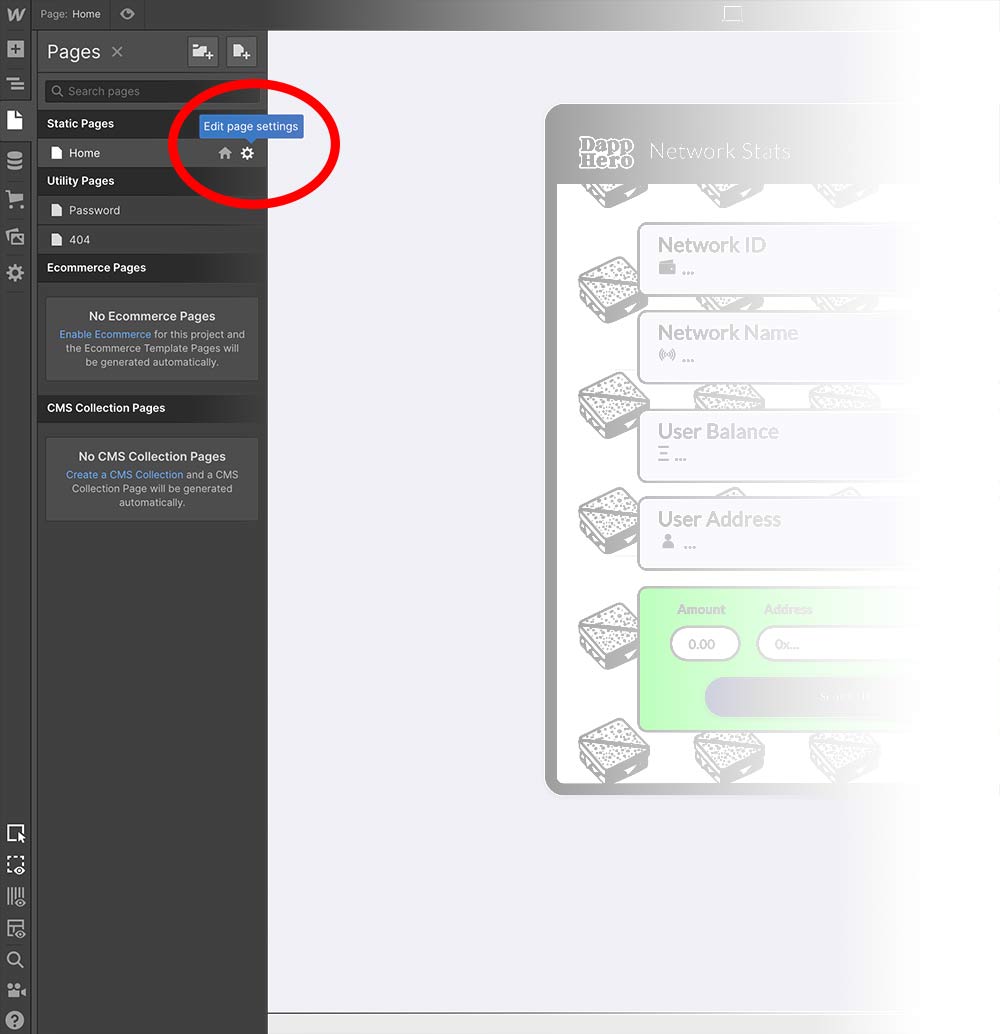 Page: Home
Pages
Search pages
Static Pages
Edit page settings
Home
Utility Pages
Password
404
Ecommerce Pages
No Ecommerce Pages
Enable Ecommerce for this project and
the Ecommerce Template Pages will
be generated automatically.
CMS Collection Pages
No CMS Collection Pages
Create a CMS Collection and a CMS
Collection Page will be generated
automatically.
Dapp
Hero
Network Stats
Network ID
...
Network Name
...
User Balance
...
User Address
...
Amount Address
0.00 0x...